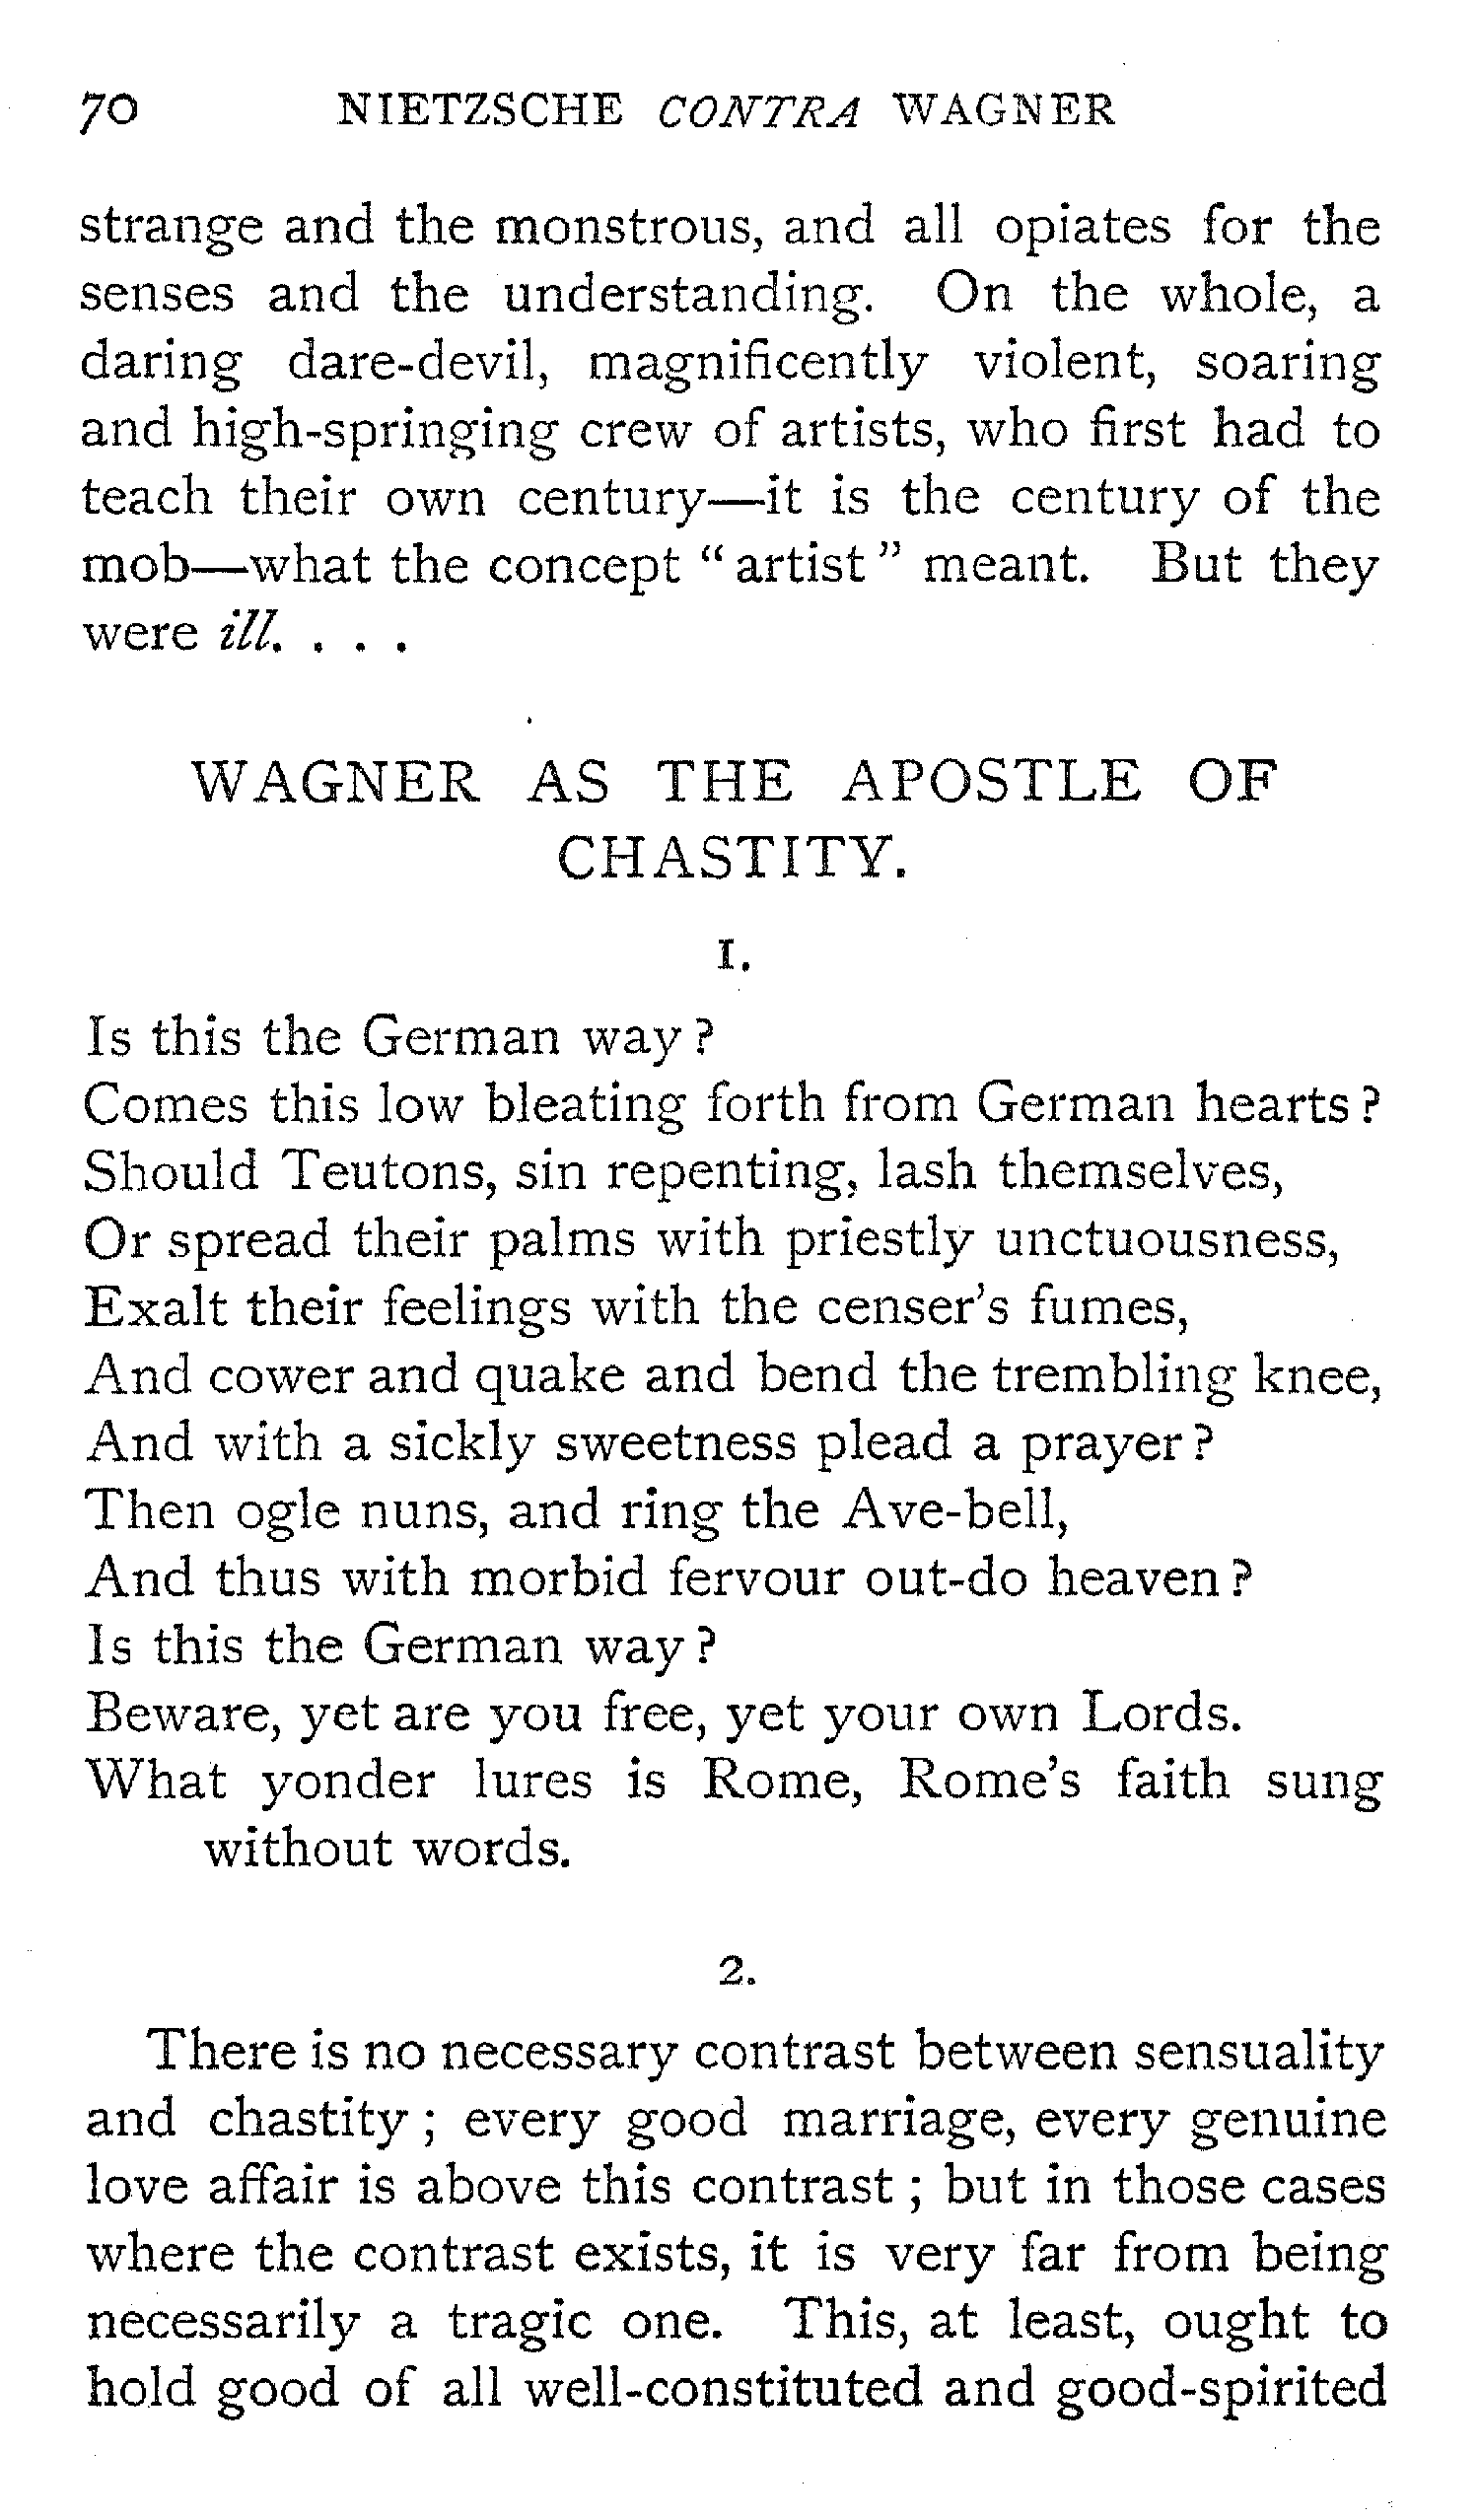 70 NIETZSCHE CONTRA WAGNER
strange and the monstrous, and all opiates for the
senses and the understanding. On the whole, a
daring dare-devil, magnificently violent, soaring
and high-springing crew of artists, who first had to
teach their own century—it is the century of the
mob—what the concept “artist” meant. But they
were ill. . . .
WAGNER AS THE APOSTLE OF
CHASTITY.
1.
Is this the German way?
Comes this low bleating forth from German hearts?
Should Teutons, sin repenting, lash themselves,
Or spread their palms with priestly unctuousness,
Exalt their feelings with the censer’s fumes,
And cower and quake and bend the trembling knee,
And with a sickly sweetness plead a prayer?
Then ogle nuns, and ring the Ave-bell,
And thus with morbid fervour out-do heaven?
Is this the German way?
Beware, yet are you free, yet your own Lords.
What yonder lures is Rome, Rome’s faith sung
without words.
2.
There is no necessary contrast between sensuality
and chastity; every good marriage, every genuine
love affair is above this contrast; but in those cases
where the contrast exists, it is very far from being
necessarily a tragic one. This, at least, ought to
hold good of all well-constituted and good-spirited